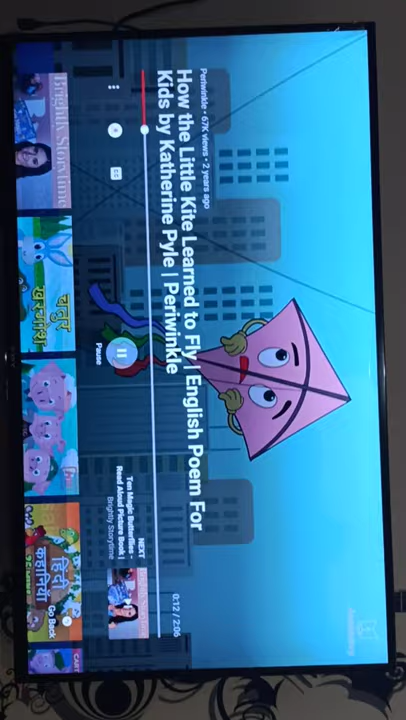 Periwinkle • 67K views • 2 years ago
How the Little Kite Learned to Fly | English Poem For
Kids by Katherine Pyle | Periwinkle
0:12 / 2:06
CC
Pause
NEXT
Ten Magic Butterflies -
Read Aloud Picture Book |
Brightly Storytime
Go Back
Brightly Storytime
चतुर
खरगोश
हिंदी
कहानियाँ